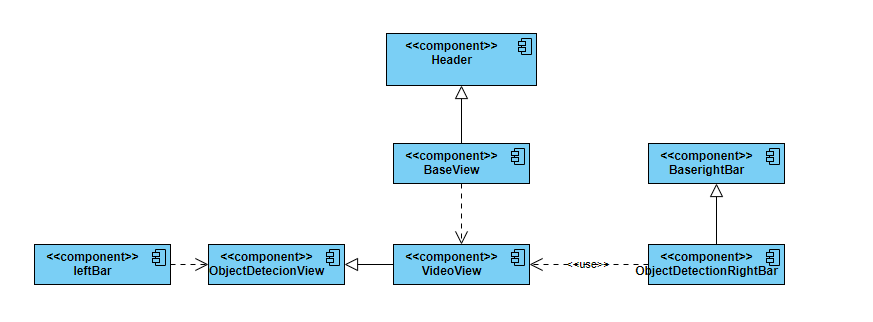 <<component>>
Header
<<component>>
BaseView
<<component>>
BaserightBar
<<component>>
leftBar
<<component>>
ObjectDetecionView
<<component>>
VideoView
<<use>>
<<component>>
ObjectDetectionRightBar